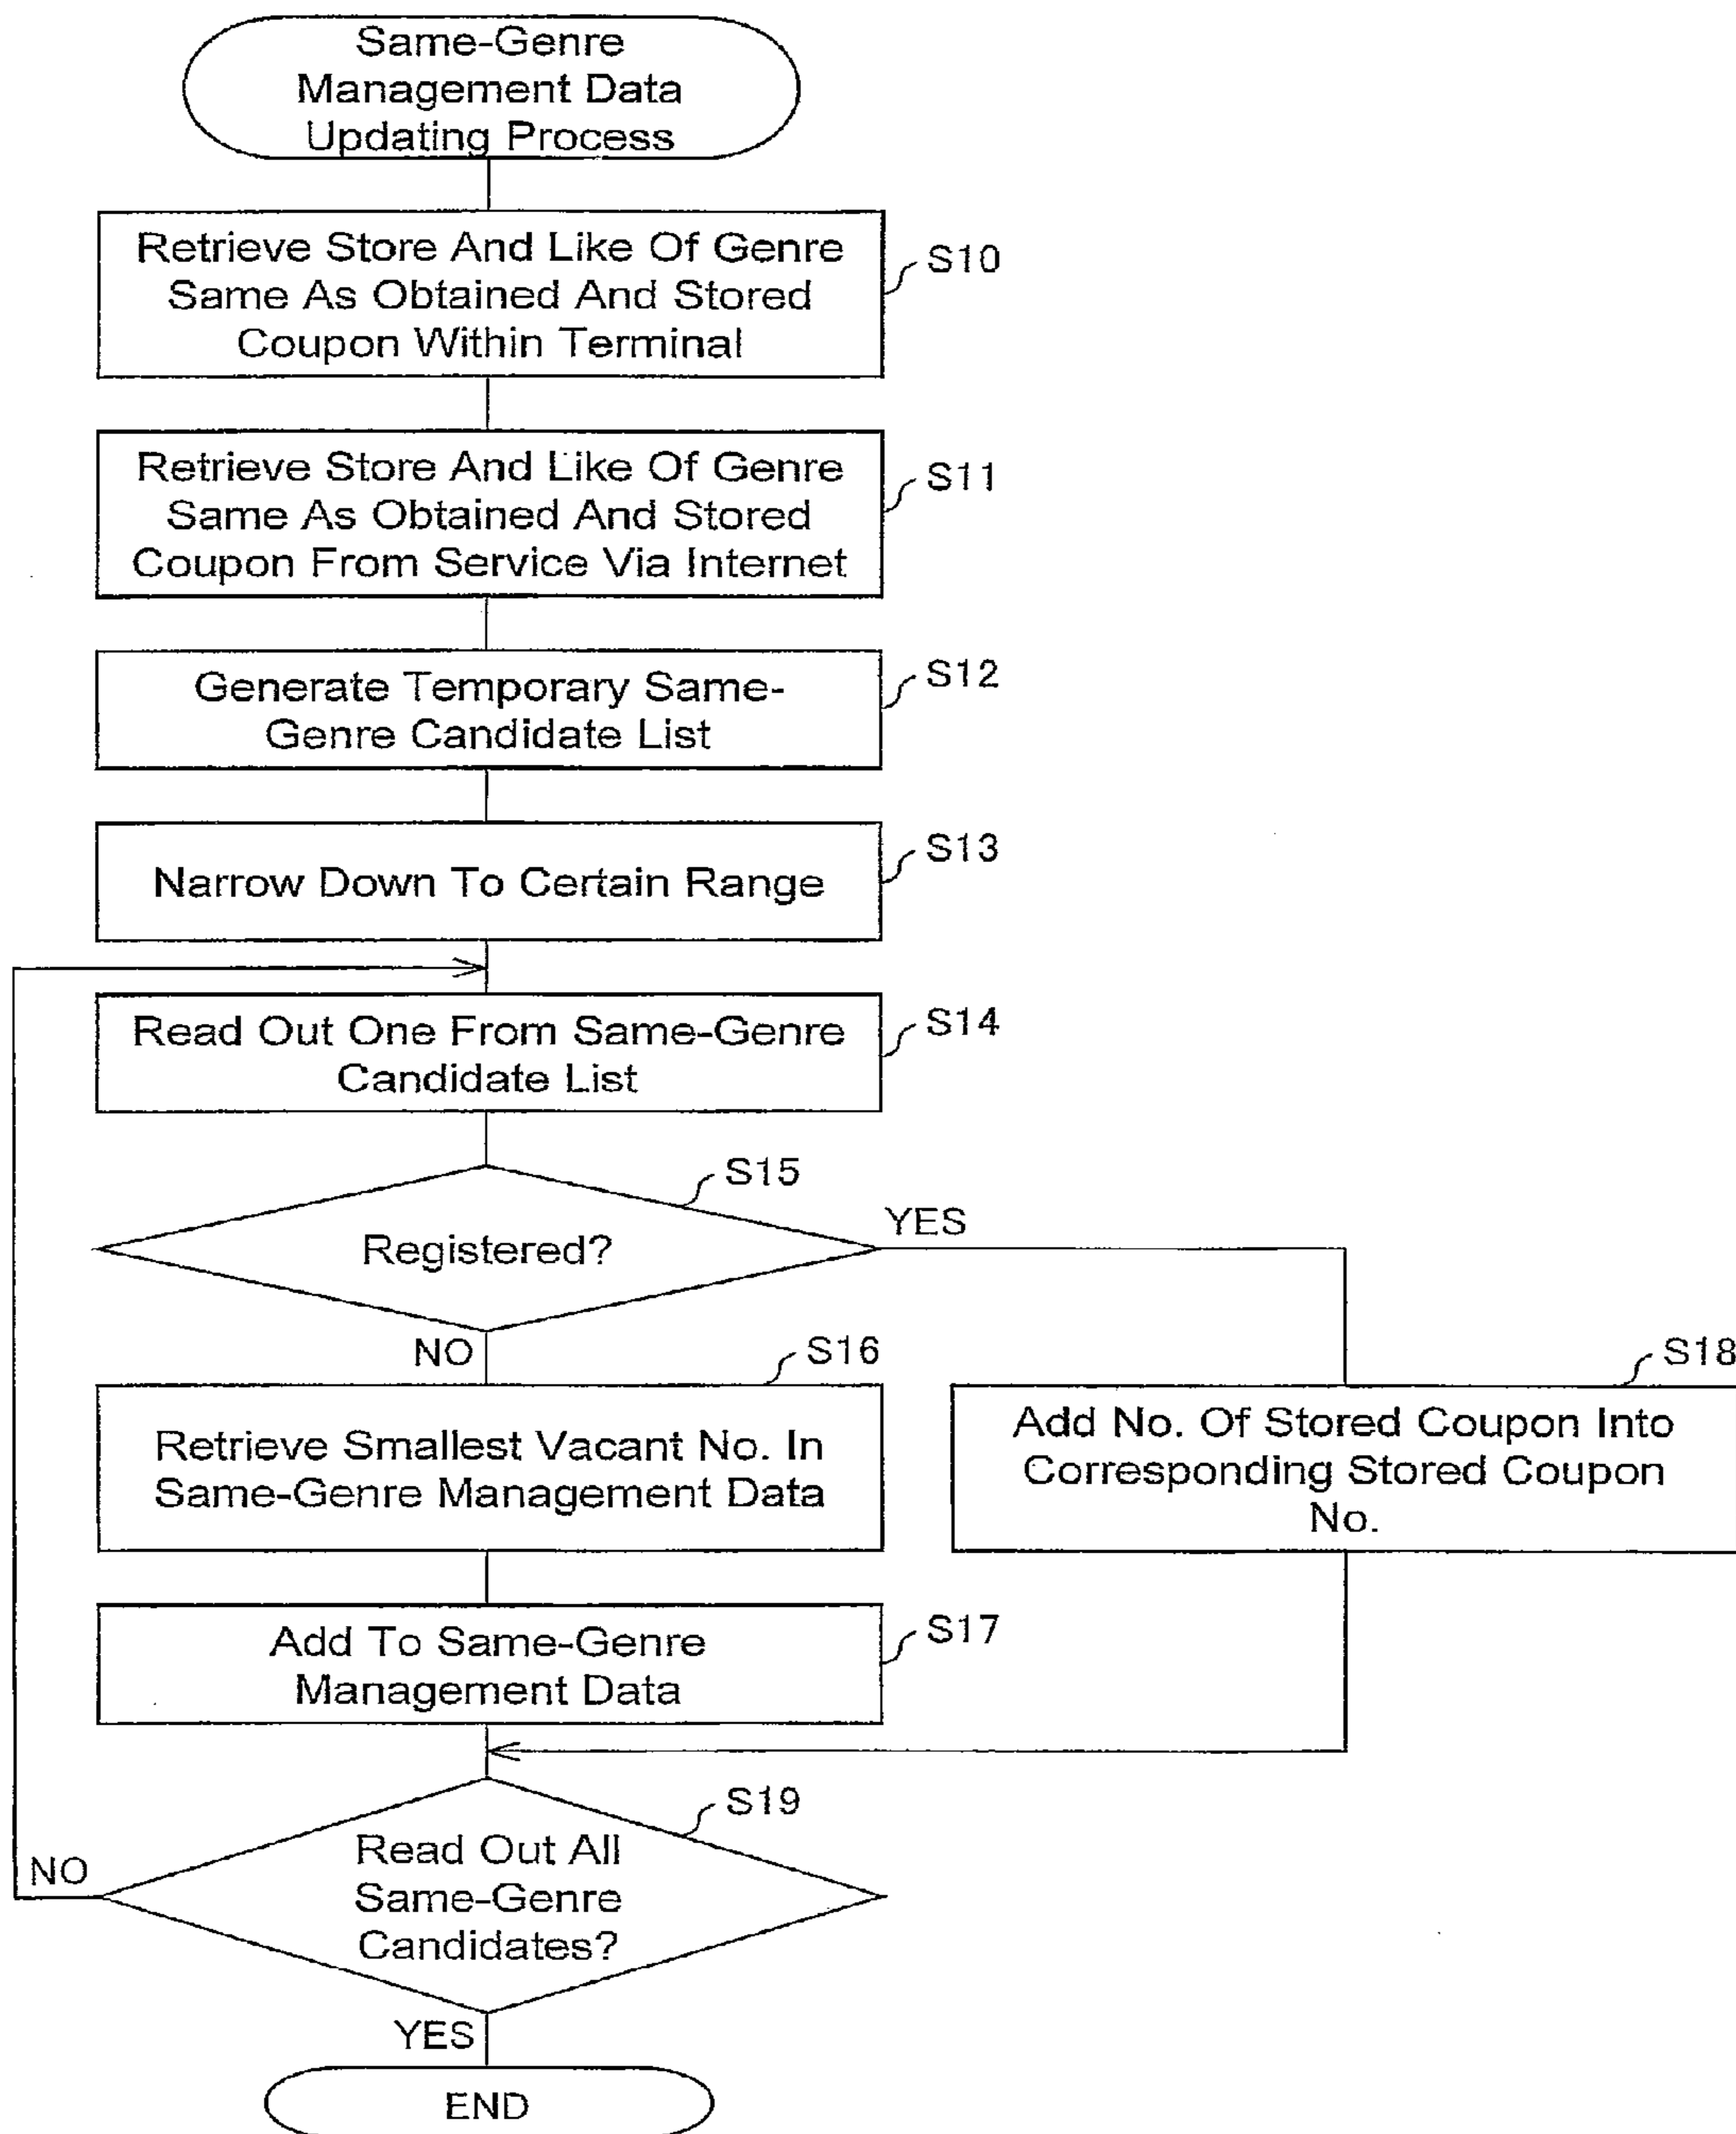 Same-Genre
Management Data
Updating Process
Retrieve Store And Like Of Genre
Same As Obtained And Stored
Coupon Within Terminal
S10
Retrieve Store And Like Of Genre
Same As Obtained And Stored
Coupon From Service Via Internet
S11
Generate Temporary Same-
Genre Candidate List
S12
Narrow Down To Certain Range
S13
Read Out One From Same-Genre
Candidate List
S14
S15
Registered?
YES
NO
S16
Retrieve Smallest Vacant No. In
Same-Genre Management Data
S18
Add No. Of Stored Coupon Into
Corresponding Stored Coupon
No.
Add To Same-Genre
Management Data
S17
S19
Read Out All
Same-Genre
Candidates?
NO
YES
END